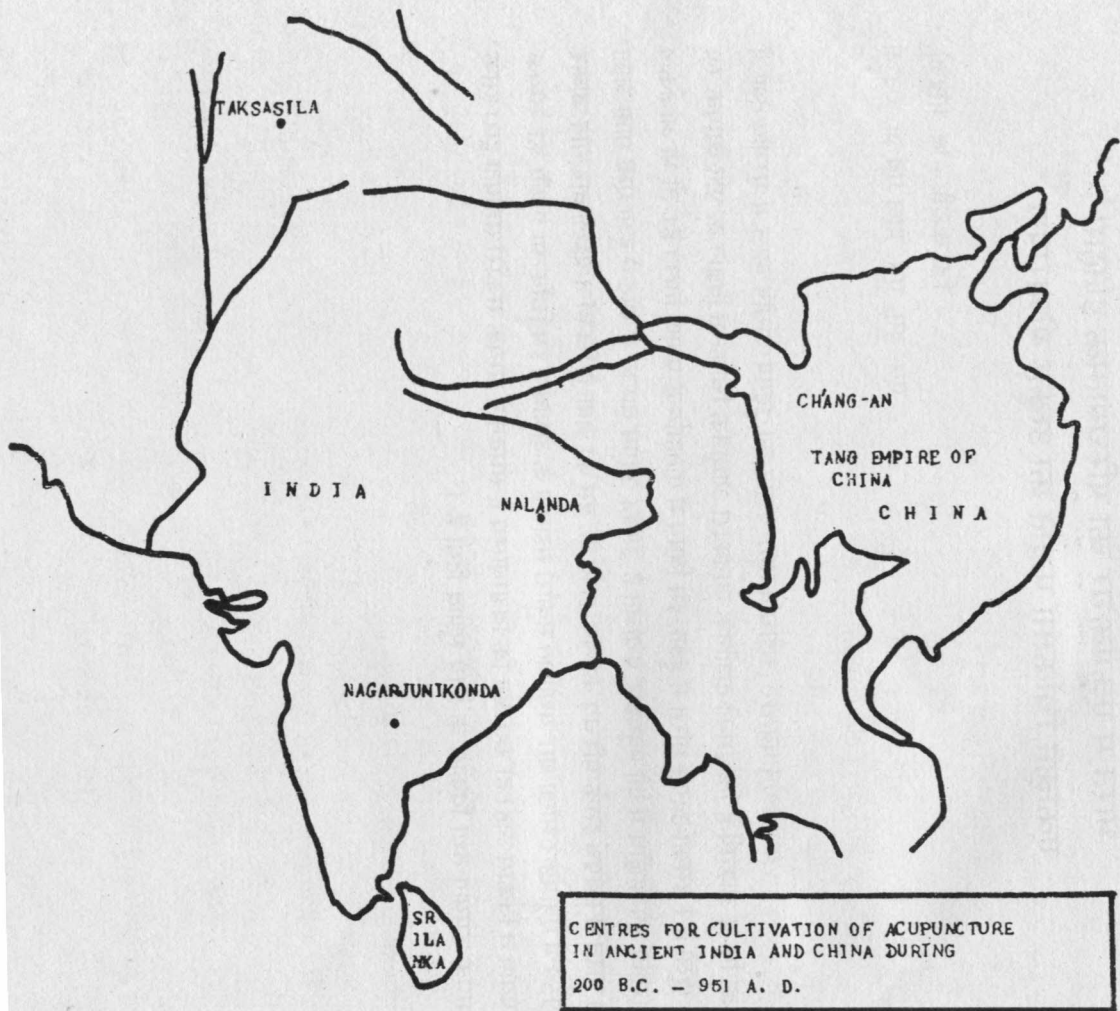 TAKSASILA
CH'ANG-AN
TANG EMPIRE OF
CHINA
CHINA
INDIA
NALANDA
NAGARJUNIKONDA
SR
ILA
NKA
CENTRES FOR CULTIVATION OF ACUPUNCTURE
IN ANCIENT INDIA AND CHINA DURING
200 B.C. – 951 A. D.